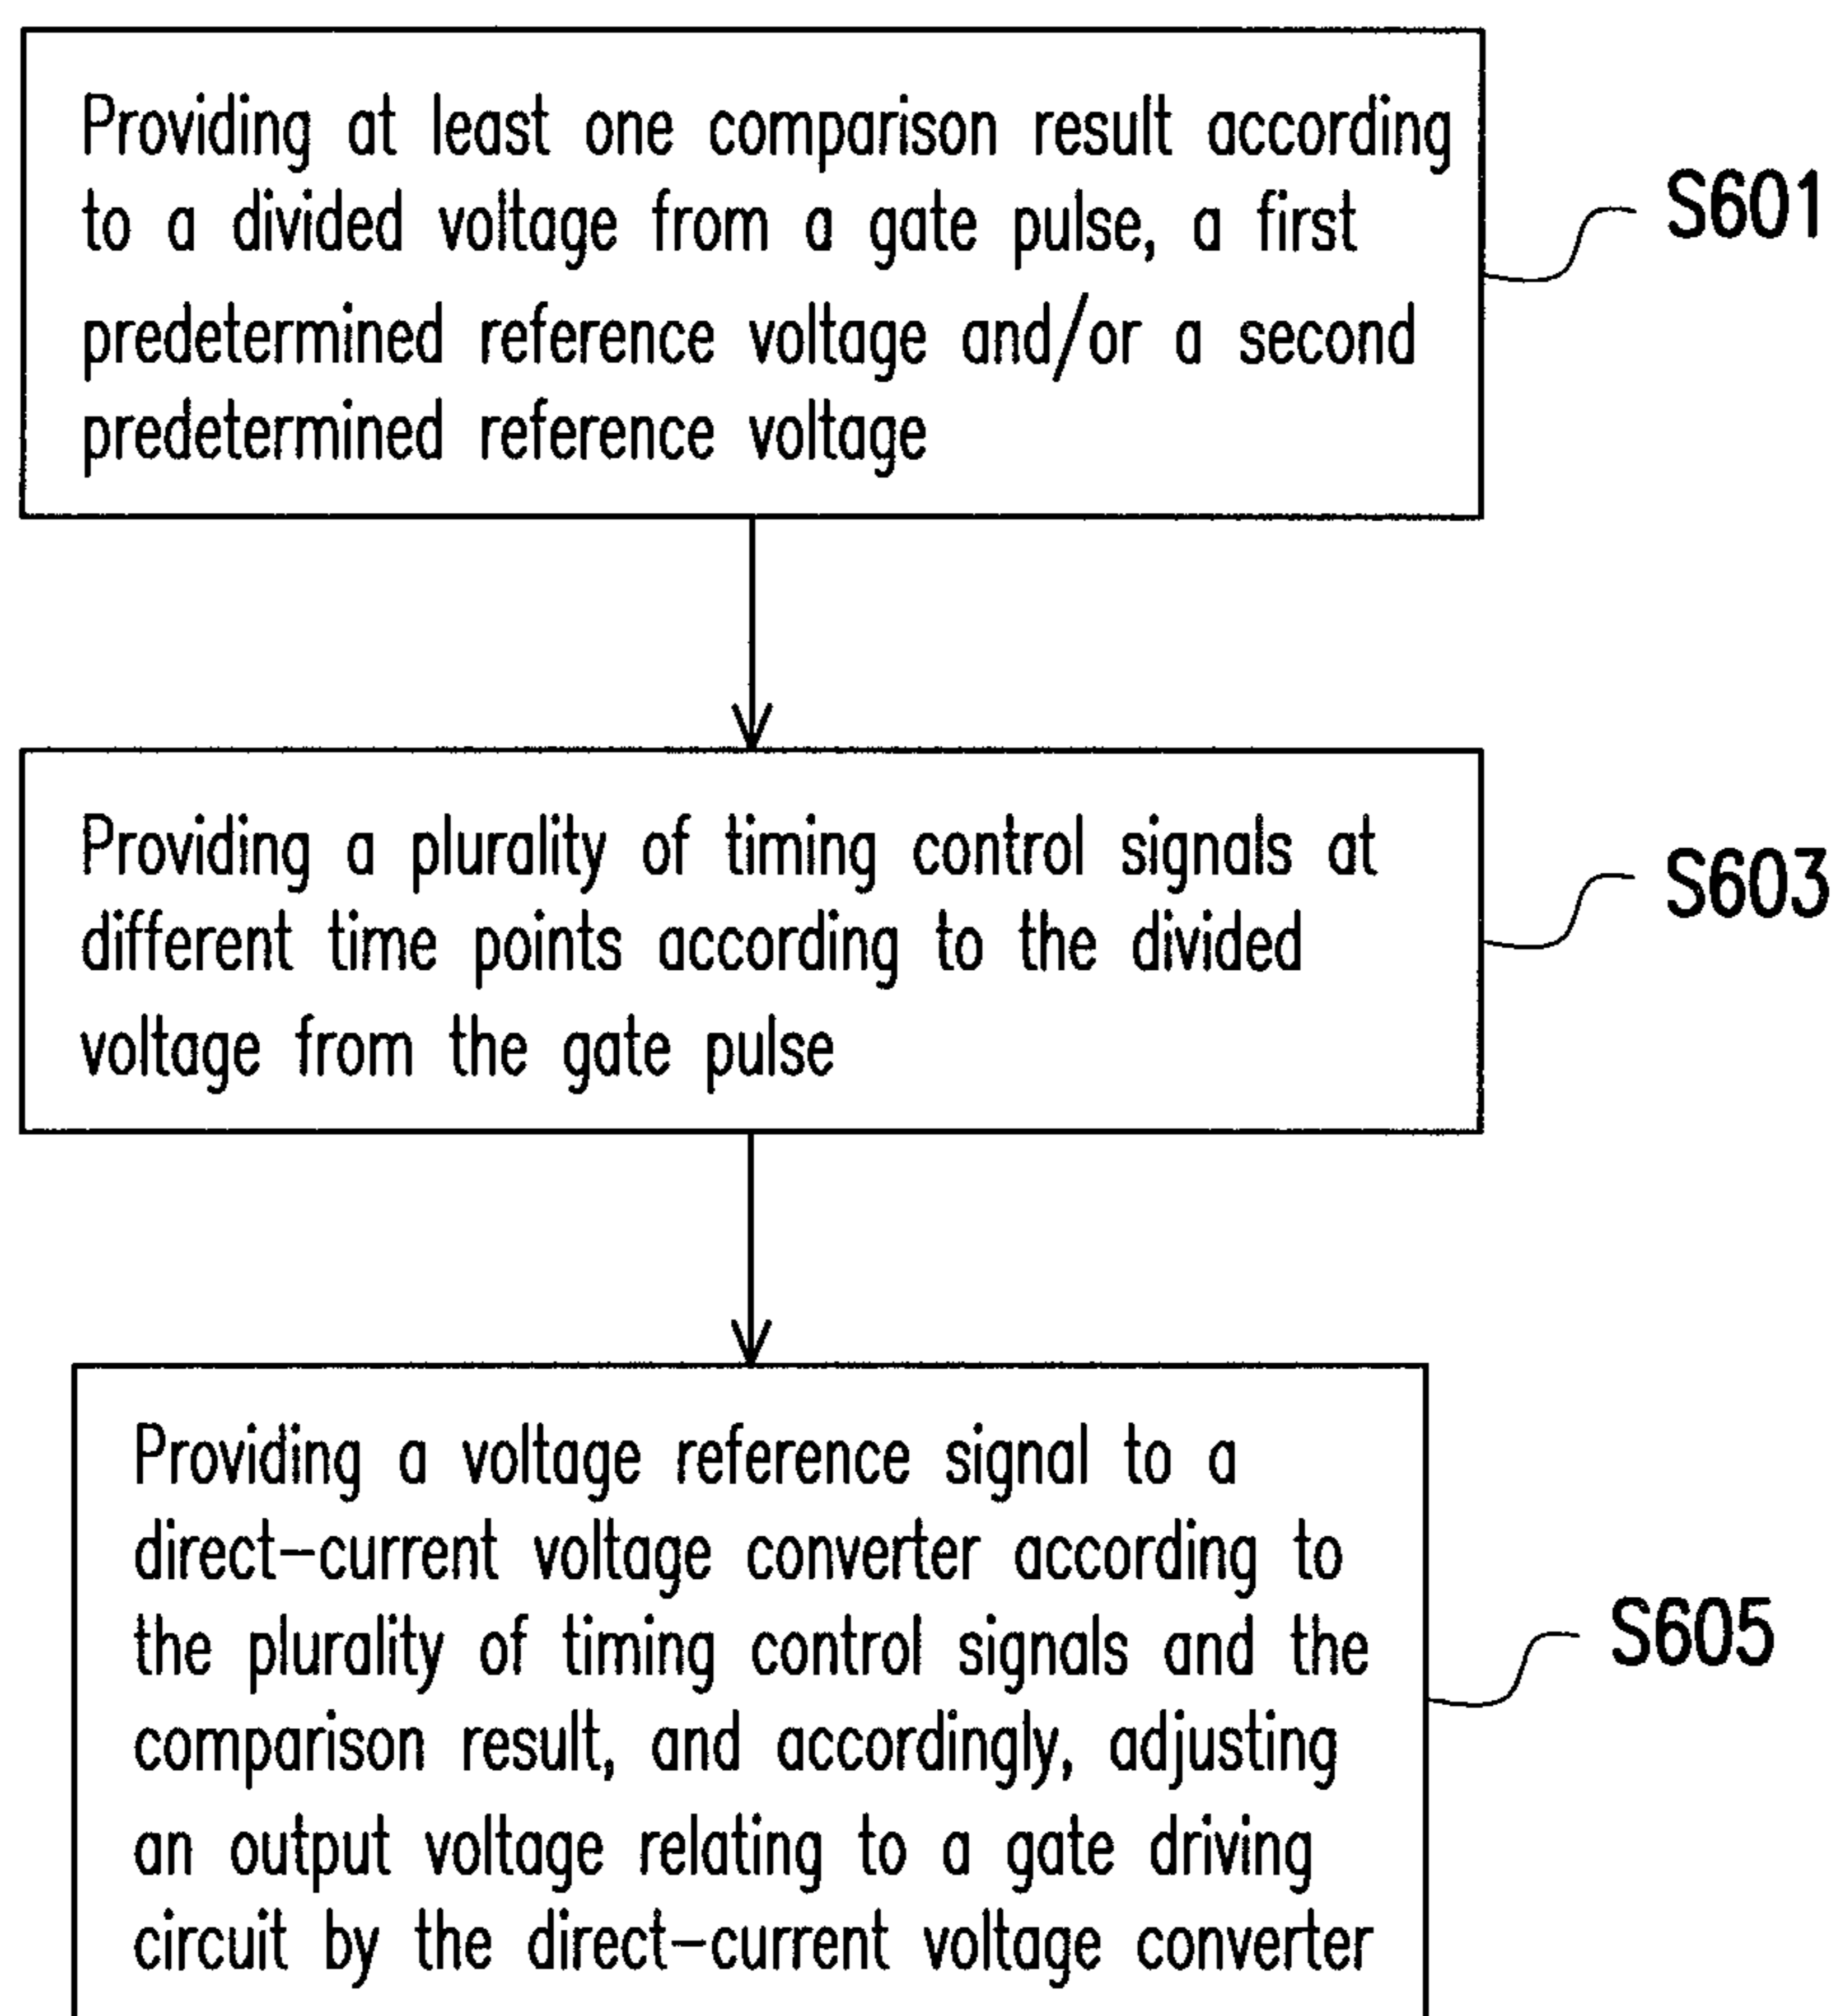 Providing at least one comparison result according
to a divided voltage from a gate pulse, a first
predetermined reference voltage and/or a second
predetermined reference voltage
S601
Providing a plurality of timing control signals at
different time points according to the divided
voltage from the gate pulse
S603
Providing a voltage reference signal to a
direct-current voltage converter according to
the plurality of timing control signals and the
comparison result, and accordingly, adjusting
an output voltage relating to a gate driving
circuit by the direct-current voltage converter
S605